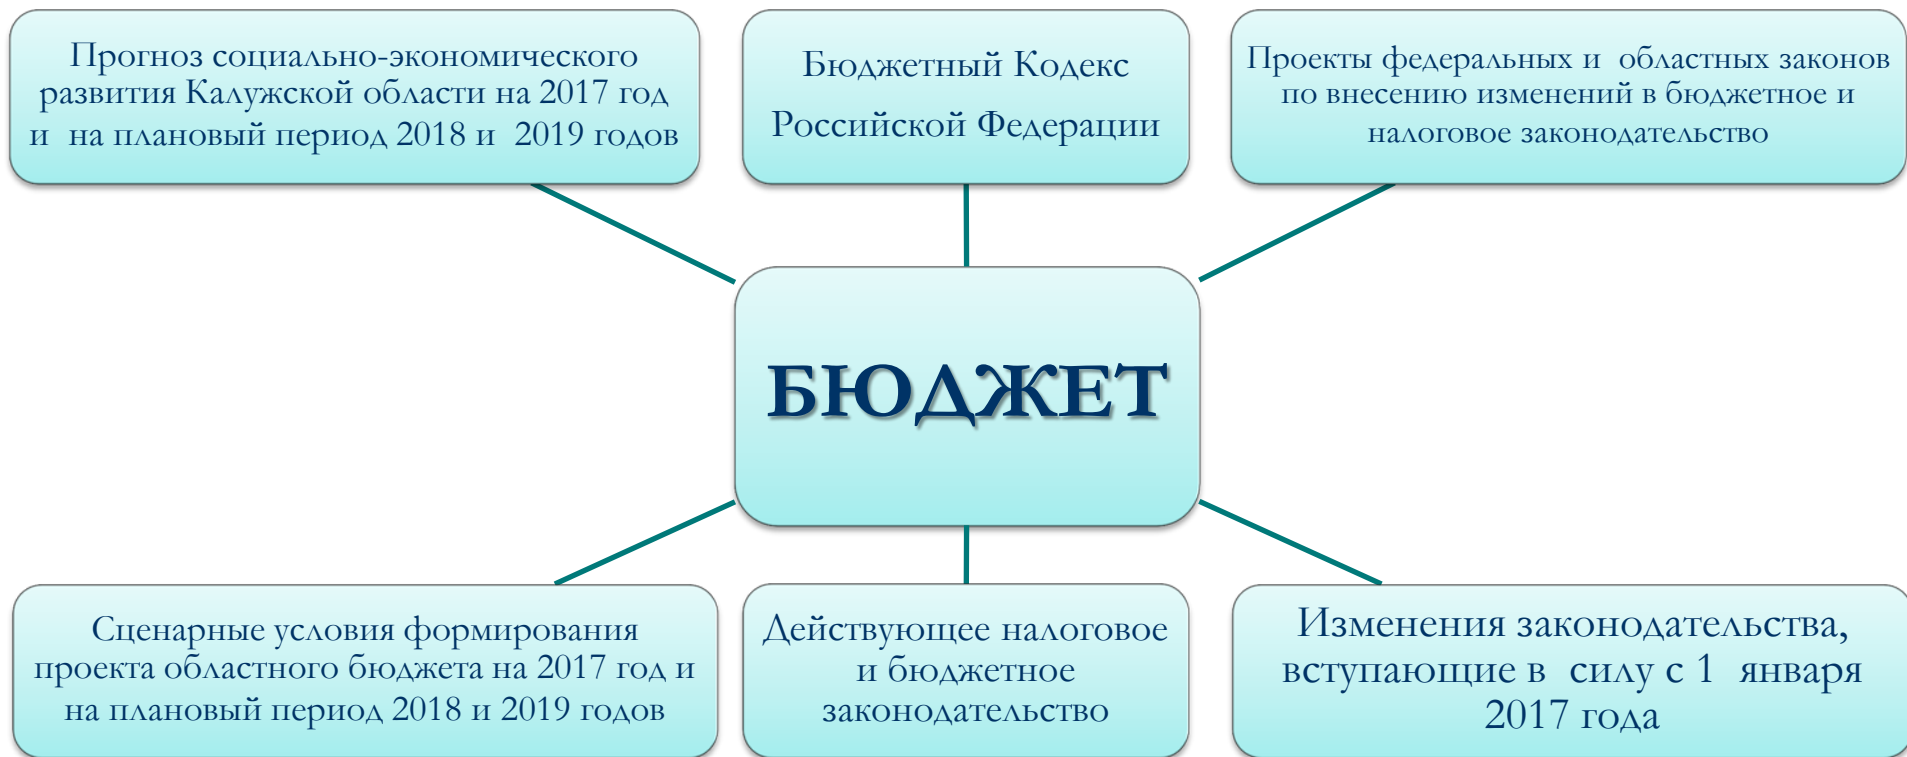 Прогноз социально-экономического
развития Калужской области на 2017 год
и на плановый период 2018 и 2019 годов
Бюджетный Кодекс
Российской Федерации
Проекты федеральных и областных законов
по внесению изменений в бюджетное и
налоговое законодательство
БЮДЖЕТ
Сценарные условия формирования
проекта областного бюджета на 2017 год и
на плановый период 2018 и 2019 годов
Действующее налоговое
и бюджетное
законодательство
Изменения законодательства,
вступающие в силу с 1 января
2017 года